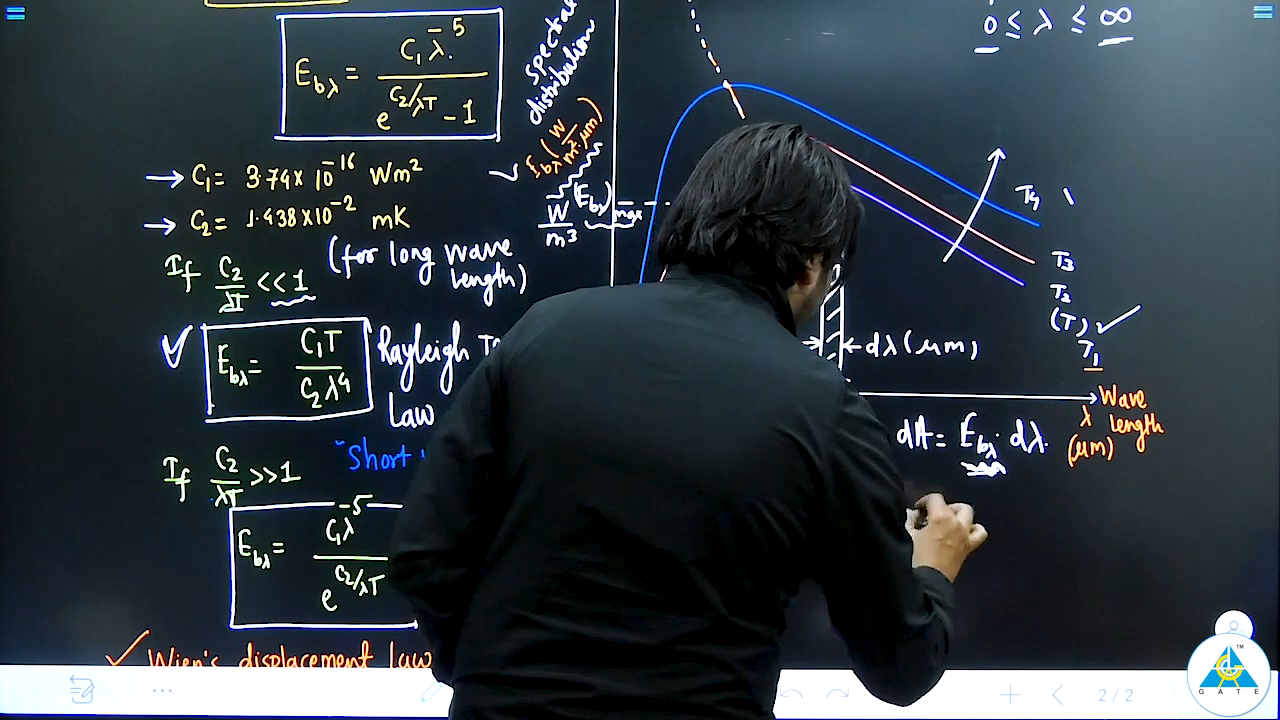 E_bλ = C₁λ⁻⁵ / (e^(C₂/λT) - 1)
→ C₁ = 3.74 × 10⁻¹⁶ Wm²
→ C₂ = 1.438 × 10⁻² mK
If C₂/λT << 1 (for long wave length)
E_bλ = C₁T / C₂λ⁴
Rayleigh
Law
If C₂/λT >> 1
"Short
E_bλ = C₁λ⁻⁵ / e^(C₂/λT)
✓ Wien's displacement Law
spectral
distribution
E_bλ (W/m² μm)
W/m³
(E_bλ)max
0 ≤ λ ≤ ∞
T₄
T₃
T₂
(T) ✓
T₁
dλ (μm)
Wave
λ length
(μm)
dA = E_bλ · dλ
2/2
GATE
TM